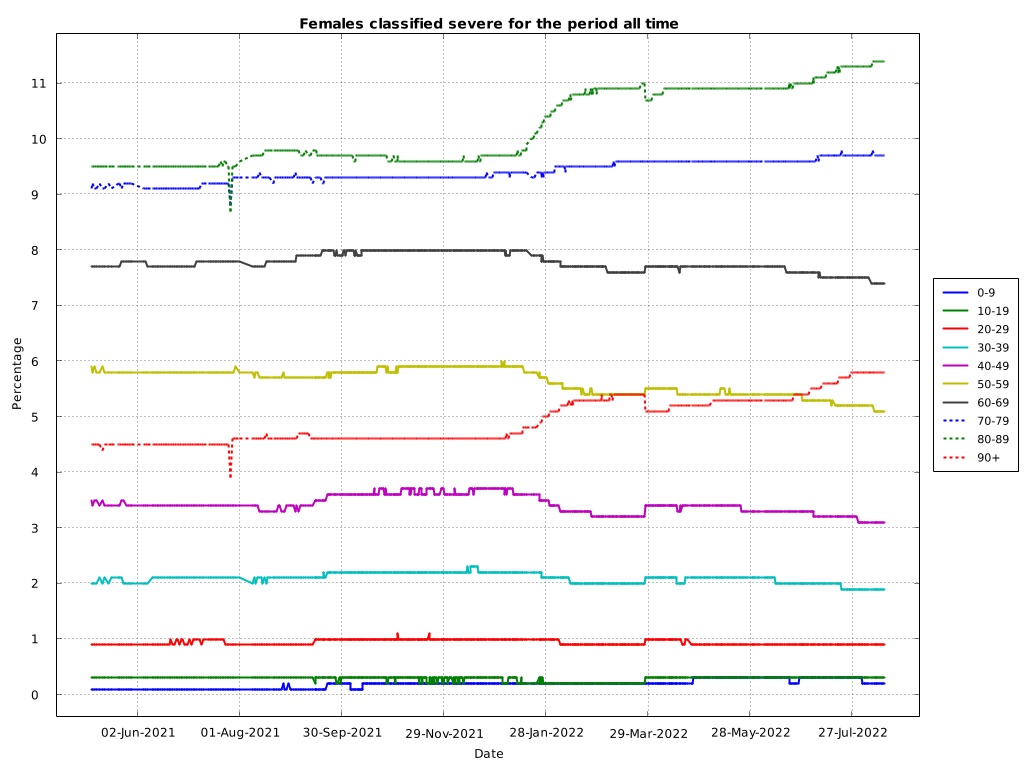 Females classified severe for the period all time
Percentage
11
10
9
8
7
6
5
4
3
2
1
0
02-Jun-2021
01-Aug-2021
30-Sep-2021
29-Nov-2021
28-Jan-2022
29-Mar-2022
28-May-2022
27-Jul-2022
Date
0-9
10-19
20-29
30-39
40-49
50-59
60-69
70-79
80-89
90+